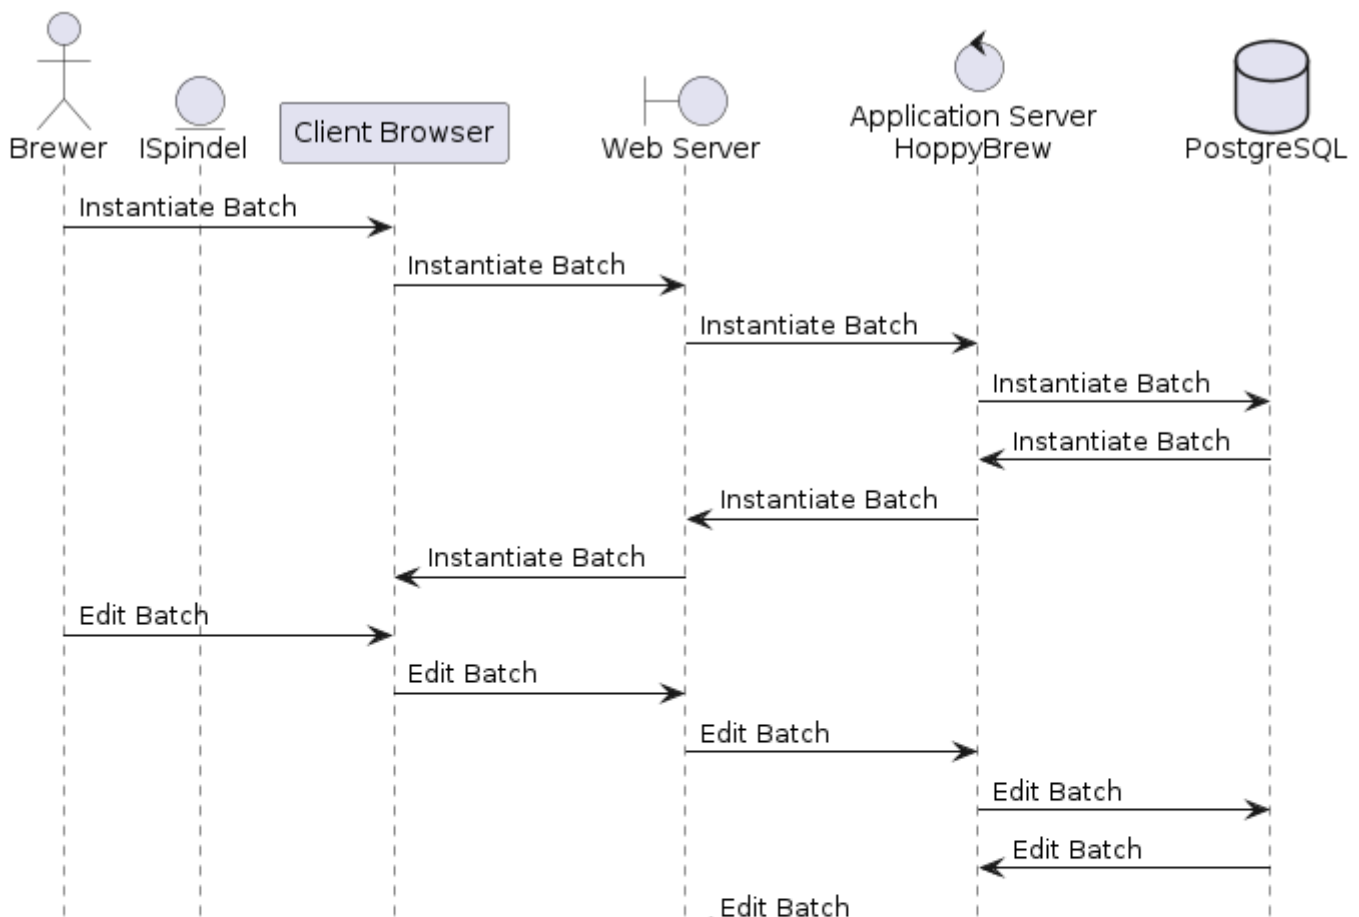 Brewer
ISpindel
Client Browser
Web Server
Application Server
HoppyBrew
PostgreSQL
Instantiate Batch
Instantiate Batch
Instantiate Batch
Instantiate Batch
Instantiate Batch
Instantiate Batch
Instantiate Batch
Edit Batch
Edit Batch
Edit Batch
Edit Batch
Edit Batch
Edit Batch